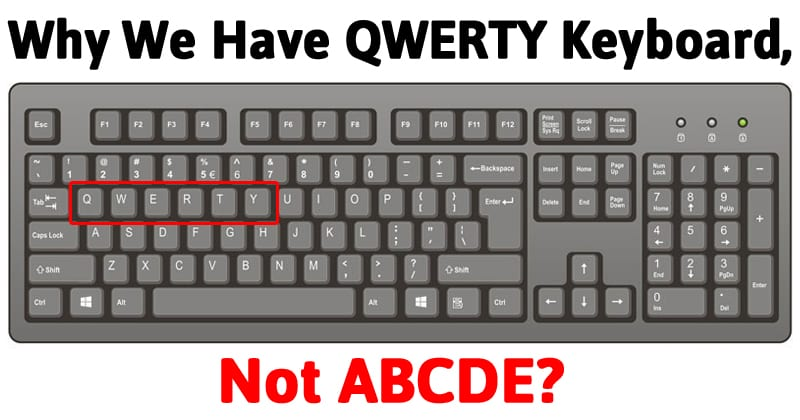 Why We Have QWERTY Keyboard,
Esc F1 F2 F3 F4 F5 F6 F7 F8 F9 F10 F11 F12 Print Screen Sys Rq Scroll Lock Pause Break
~ ! @ # $ % ^ & * ( ) _ + Backspace Insert Home Page Up Num Lock / * −
\ 1 2 3 4 5 € 6 7 8 9 0 - =
Tab Q W E R T Y U I O P { [ } ] Enter Delete End Page Down 7 Home 8 9 PgUp +
Caps Lock A S D F G H J K L : ; " ' | \ 4 5 6
Shift Z X C V B N M < , > . ? / Shift 1 End 2 3 PgDn Enter
Ctrl Alt Alt Ctrl 0 Ins . Del
Not ABCDE?